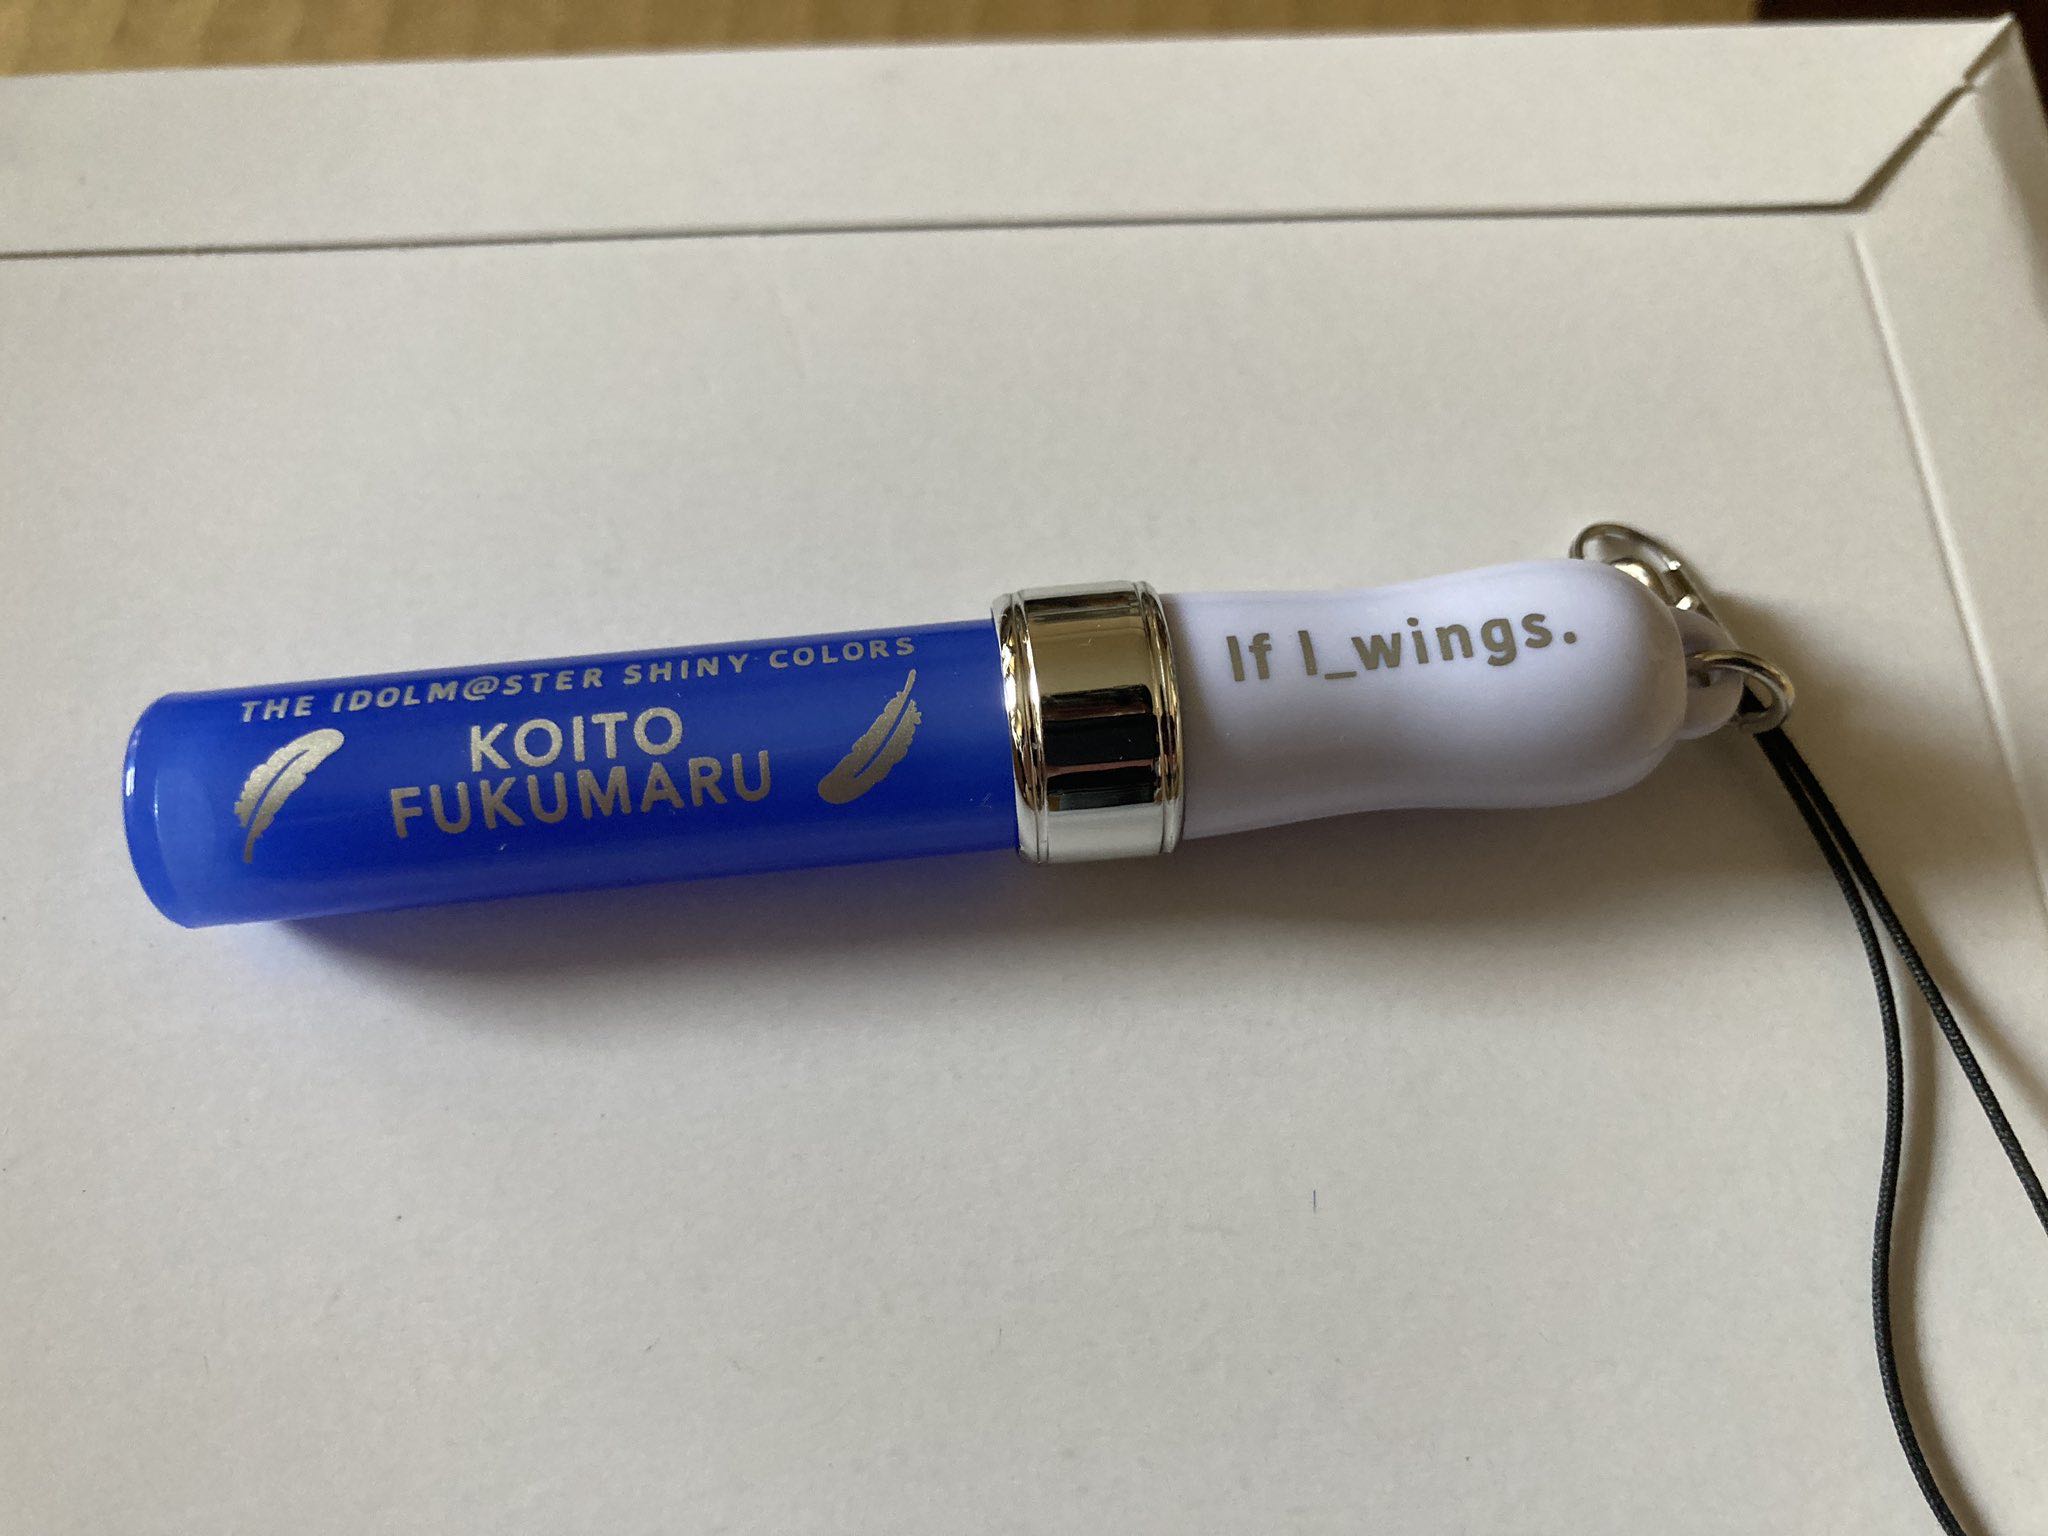 THE IDOLM@STER SHINY COLORS
KOITO
FUKUMARU
If I_wings.